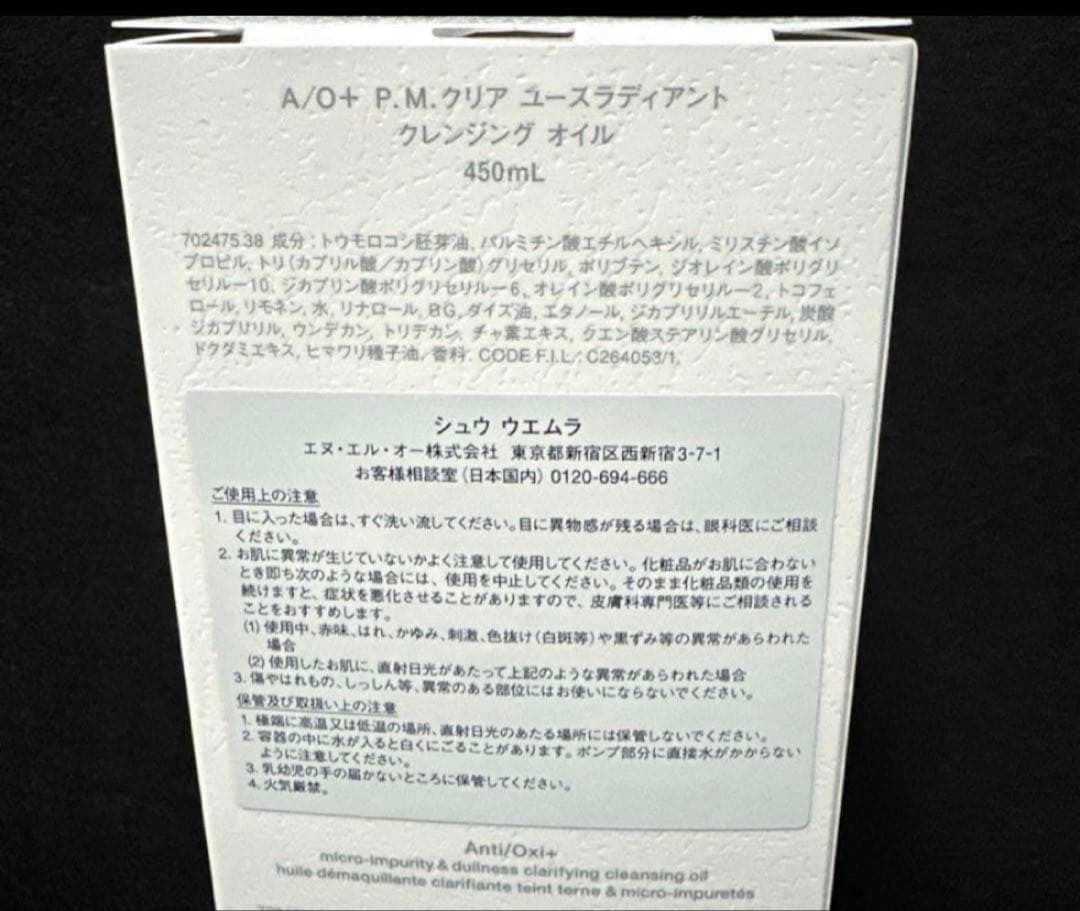 A/O+ P.M.クリア ユースラディアント
クレンジング オイル
450mL
702475.38 成分:トウモロコシ胚芽油, パルミチン酸エチルヘキシル, ミリスチン酸イソ
プロピル, トリ(カプリル酸/カプリン酸)グリセリル, ポリブテン, ジオレイン酸ポリグリ
セリル-10, ジカプリン酸ポリグリセリル-6, オレイン酸ポリグリセリル-2, トコフェ
ロール, リモネン, 水, リナロール, BG, ダイズ油, エタノール, ジカプリリルエーテル, 炭酸
ジカプリリル, ウンデカン, トリデカン, チャ葉エキス, クエン酸ステアリン酸グリセリル,
ドクダミエキス, ヒマワリ種子油/香料. CODE F.I.L.: C264053/1.
シュウ ウエムラ
エヌ・エル・オー株式会社 東京都新宿区西新宿3-7-1
お客様相談室(日本国内) 0120-694-666
ご使用上の注意
1. 目に入った場合は、すぐ洗い流してください。目に異物感が残る場合は、眼科医にご相談
ください。
2. お肌に異常が生じていないかよく注意して使用してください。化粧品がお肌に合わない
とき即ち次のような場合には、使用を中止してください。そのまま化粧品類の使用を
続けますと、症状を悪化させることがありますので、皮膚科専門医等にご相談される
ことをおすすめします。
(1) 使用中、赤味、はれ、かゆみ、刺激、色抜け(白斑等)や黒ずみ等の異常があらわれた
場合
(2) 使用したお肌に、直射日光があたって上記のような異常があらわれた場合
3. 傷やはれもの、しっしん等、異常のある部位にはお使いにならないでください。
保管及び取扱い上の注意
1. 極端に高温又は低温の場所、直射日光のあたる場所には保管しないでください。
2. 容器の中に水が入ると白くにごることがあります。ポンプ部分に直接水がかからない
ように注意してください。
3. 乳幼児の手の届かないところに保管してください。
4. 火気厳禁。
Anti/Oxi+
micro-impurity & dullness clarifying cleansing oil
huile démaquillante clarifiante teint terne & micro-impuretés